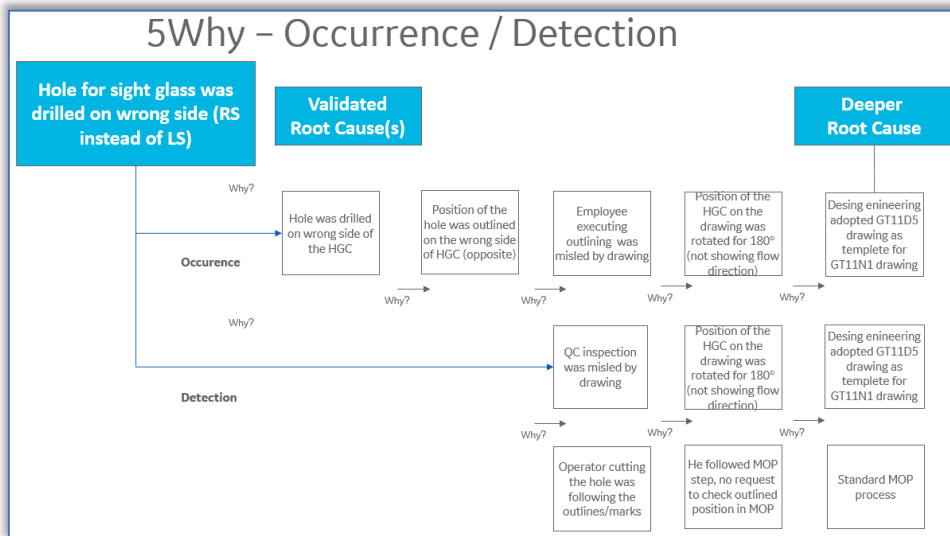 5Why – Occurrence / Detection
Hole for sight glass was
drilled on wrong side (RS
instead of LS)
Validated
Root Cause(s)
Deeper
Root Cause
Why?
Hole was drilled
on wrong side of
the HGC
Position of the
hole was outlined
on the wrong side
of HGC (opposite)
Employee
executing
outlining was
misled by drawing
Position of the
HGC on the
drawing was
rotated for 180°
(not showing flow
direction)
Desing enineering
adopted GT11D5
drawing as
templete for
GT11N1 drawing
Occurence
Why?
Why?
Why?
Why?
Why?
QC inspection
was misled by
drawing
Position of the
HGC on the
drawing was
rotated for 180°
(not showing flow
direction)
Desing enineering
adopted GT11D5
drawing as
templete for
GT11N1 drawing
Detection
Why?
Why?
Why?
Operator cutting
the hole was
following the
outlines/marks
He followed MOP
step, no request
to check outlined
position in MOP
Standard MOP
process